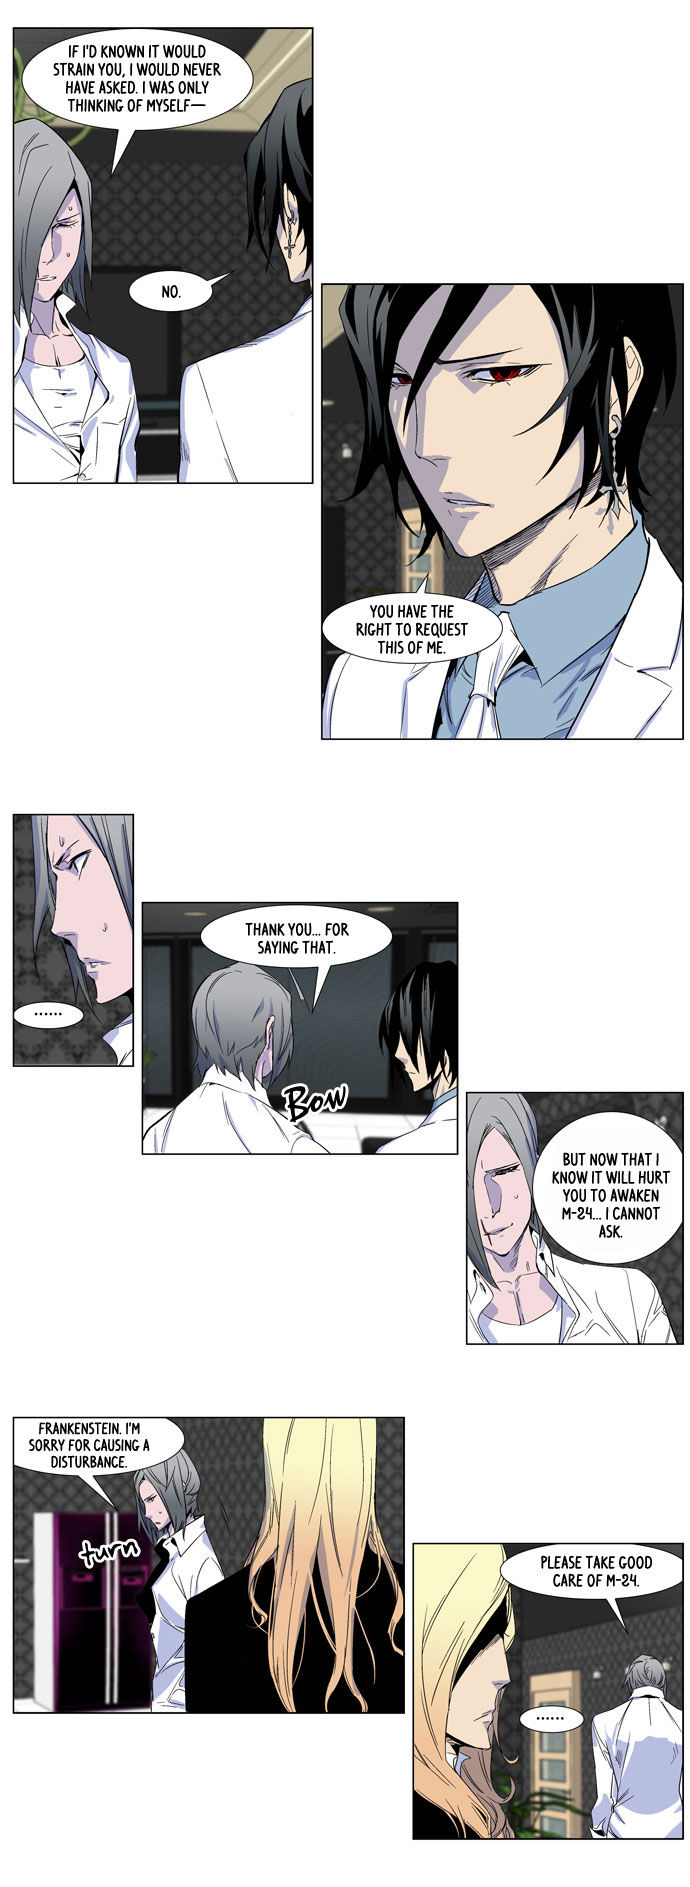 IF I'D KNOWN IT WOULD
STRAIN YOU, I WOULD NEVER
HAVE ASKED. I WAS ONLY
THINKING OF MYSELF—
NO.
YOU HAVE THE
RIGHT TO REQUEST
THIS OF ME.
......
THANK YOU... FOR
SAYING THAT.
BOW
BUT NOW THAT I
KNOW IT WILL HURT
YOU TO AWAKEN
M-24... I CANNOT
ASK.
FRANKENSTEIN. I'M
SORRY FOR CAUSING A
DISTURBANCE.
turn
PLEASE TAKE GOOD
CARE OF M-24.
......